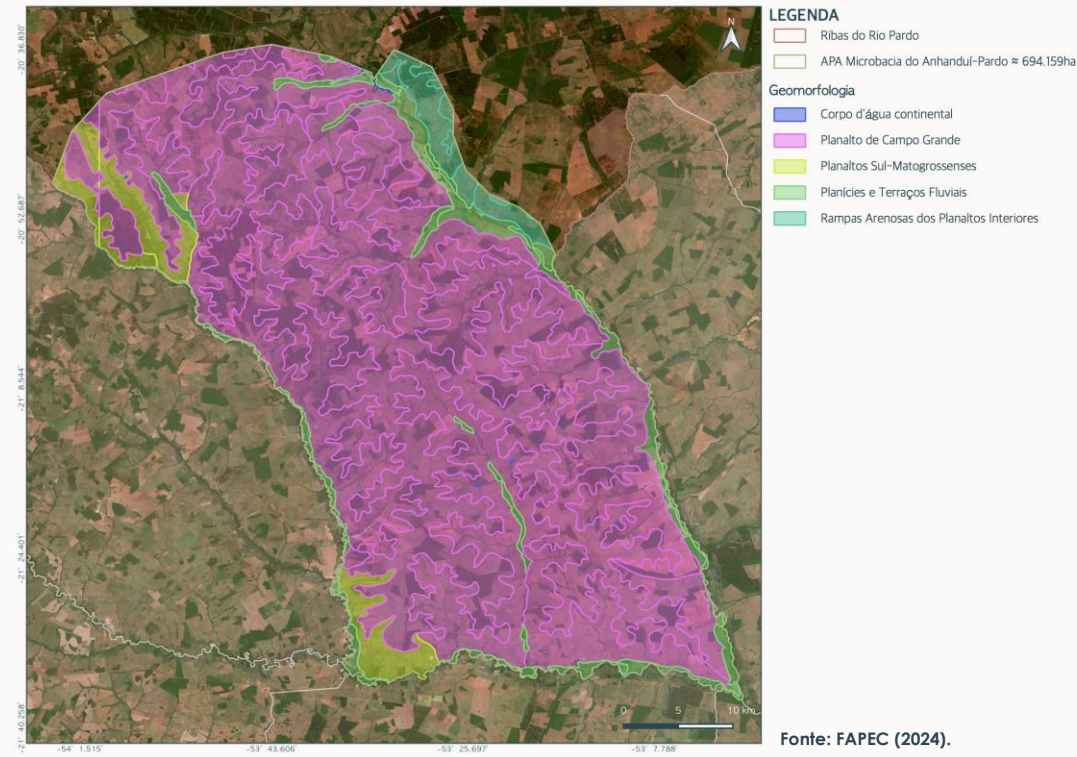 LEGENDA
Ribas do Rio Pardo
APA Microbacia do Anhanduí-Pardo ≈ 694.159ha
Geomorfologia
Corpo d'água continental
Planalto de Campo Grande
Planaltos Sul-Matogrossenses
Planícies e Terraços Fluviais
Rampas Arenosas dos Planaltos Interiores
N
-20° 36.830'
-20° 52.687'
-21° 8.544'
-21° 24.401'
-21° 40.258'
0 5 10 km
-54° 1.515' -53° 43.606' -53° 25.697' -53° 7.788'
Fonte: FAPEC (2024).